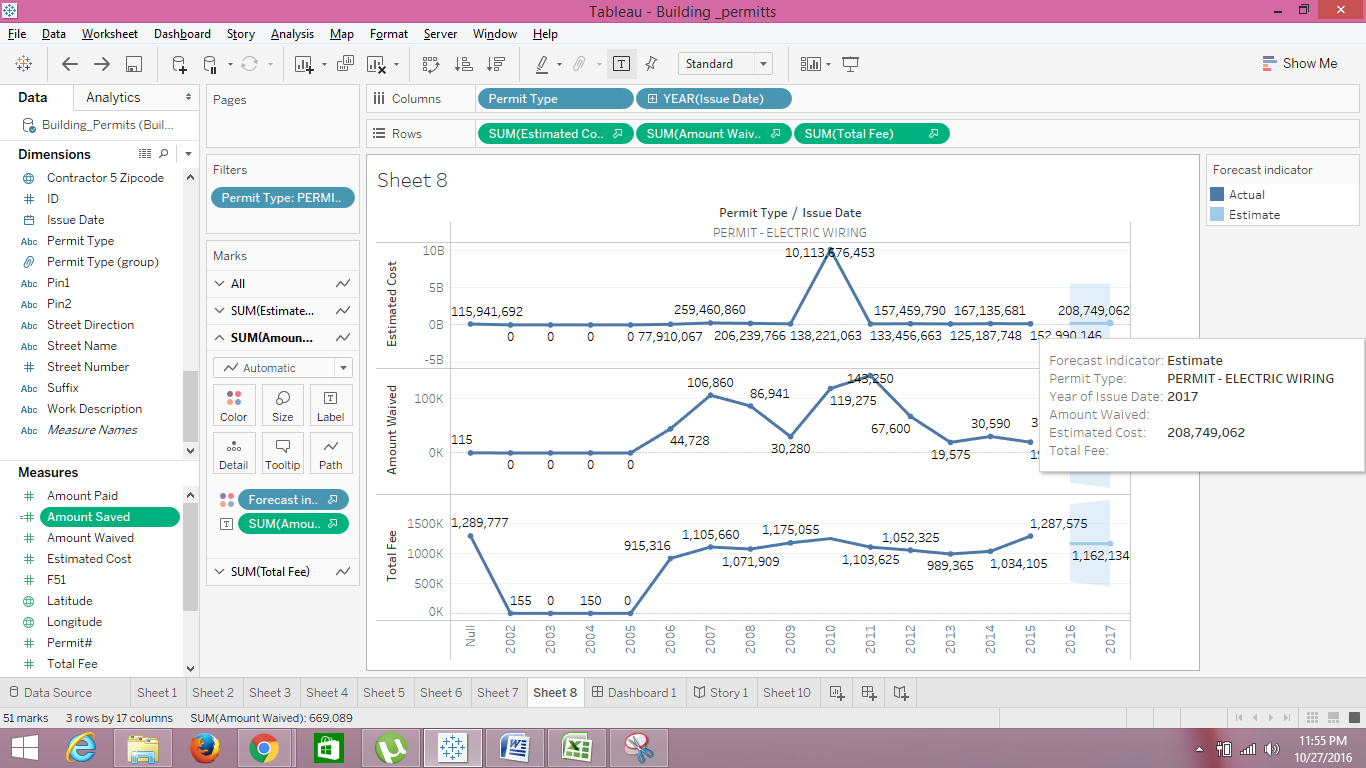 Tableau - Building _permitts
File Data Worksheet Dashboard Story Analysis Map Format Server Window Help
Standard
Show Me
Data
Analytics
Building_Permits (Buil...
Dimensions
Contractor 5 Zipcode
ID
Issue Date
Abc Permit Type
Permit Type (group)
Abc Pin1
Abc Pin2
Abc Street Direction
Abc Street Name
Street Number
Abc Suffix
Abc Work Description
Abc Measure Names
Measures
Amount Paid
Amount Saved
Amount Waived
Estimated Cost
F51
Latitude
Longitude
Permit#
Total Fee
Pages
Filters
Permit Type: PERMI..
Marks
All
SUM(Estimate...
SUM(Amoun...
Automatic
Color Size Label
Detail Tooltip Path
Forecast in..
SUM(Amou..
SUM(Total Fee)
Columns
Permit Type
YEAR(Issue Date)
Rows
SUM(Estimated Co..
SUM(Amount Waiv..
SUM(Total Fee)
Sheet 8
Permit Type / Issue Date
PERMIT - ELECTRIC WIRING
Estimated Cost
10B
5B
0B
-5B
115,941,692
0 0 0 0
77,910,067
259,460,860
206,239,766
138,221,063
10,113,676,453
133,456,663
157,459,790
125,187,748
167,135,681
152,990,146
208,749,062
Amount Waived
100K
0K
115
0 0 0
44,728
106,860
86,941
30,280
119,275
143,250
67,600
19,575
30,590
Total Fee
1500K
1000K
500K
0K
1,289,777
155 0 150 0
915,316
1,105,660
1,071,909
1,175,055
1,103,625
1,052,325
989,365
1,034,105
1,287,575
1,162,134
Null 2002 2003 2004 2005 2006 2007 2008 2009 2010 2011 2012 2013 2014 2015 2016 2017
Forecast indicator: Estimate
Permit Type: PERMIT - ELECTRIC WIRING
Year of Issue Date: 2017
Amount Waived:
Estimated Cost: 208,749,062
Total Fee:
Forecast indicator
Actual
Estimate
Data Source Sheet 1 Sheet 2 Sheet 3 Sheet 4 Sheet 5 Sheet 6 Sheet 7 Sheet 8 Dashboard 1 Story 1 Sheet 10
51 marks 3 rows by 17 columns SUM(Amount Waived): 669,089
11:55 PM
10/27/2016